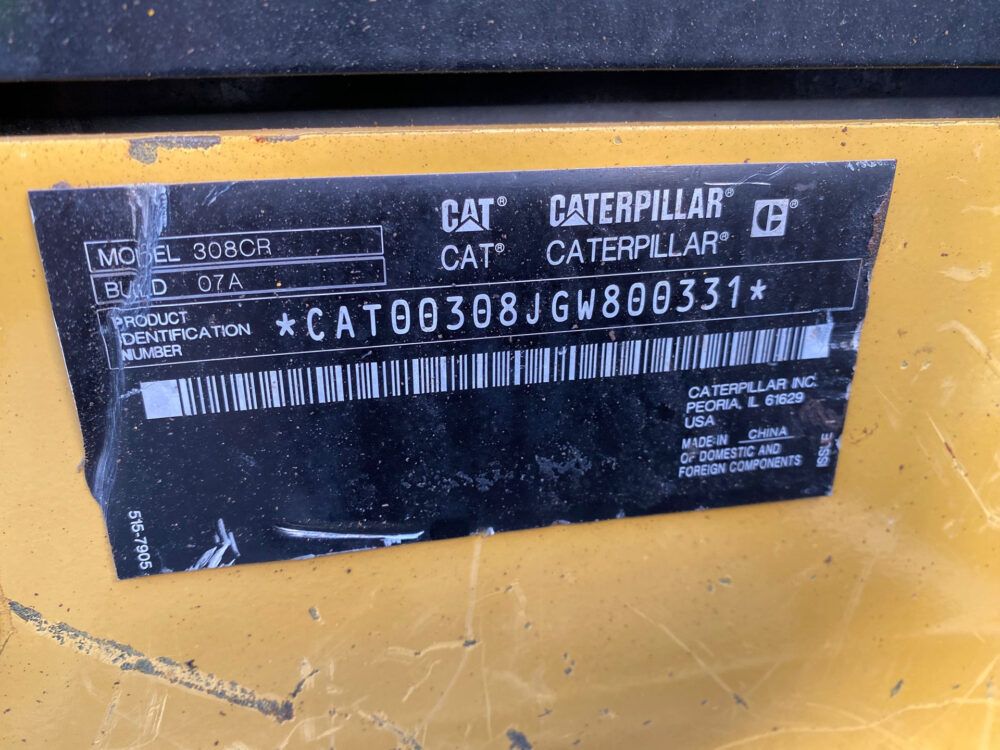 CAT® CATERPILLAR® C®
CAT® CATERPILLAR®
MODEL 308CR
BUILD 07A
PRODUCT
IDENTIFICATION
NUMBER
*CAT00308JGW800331*
CATERPILLAR INC.
PEORIA, IL 61629
USA
MADE IN CHINA
OF DOMESTIC AND
FOREIGN COMPONENTS
515-7905